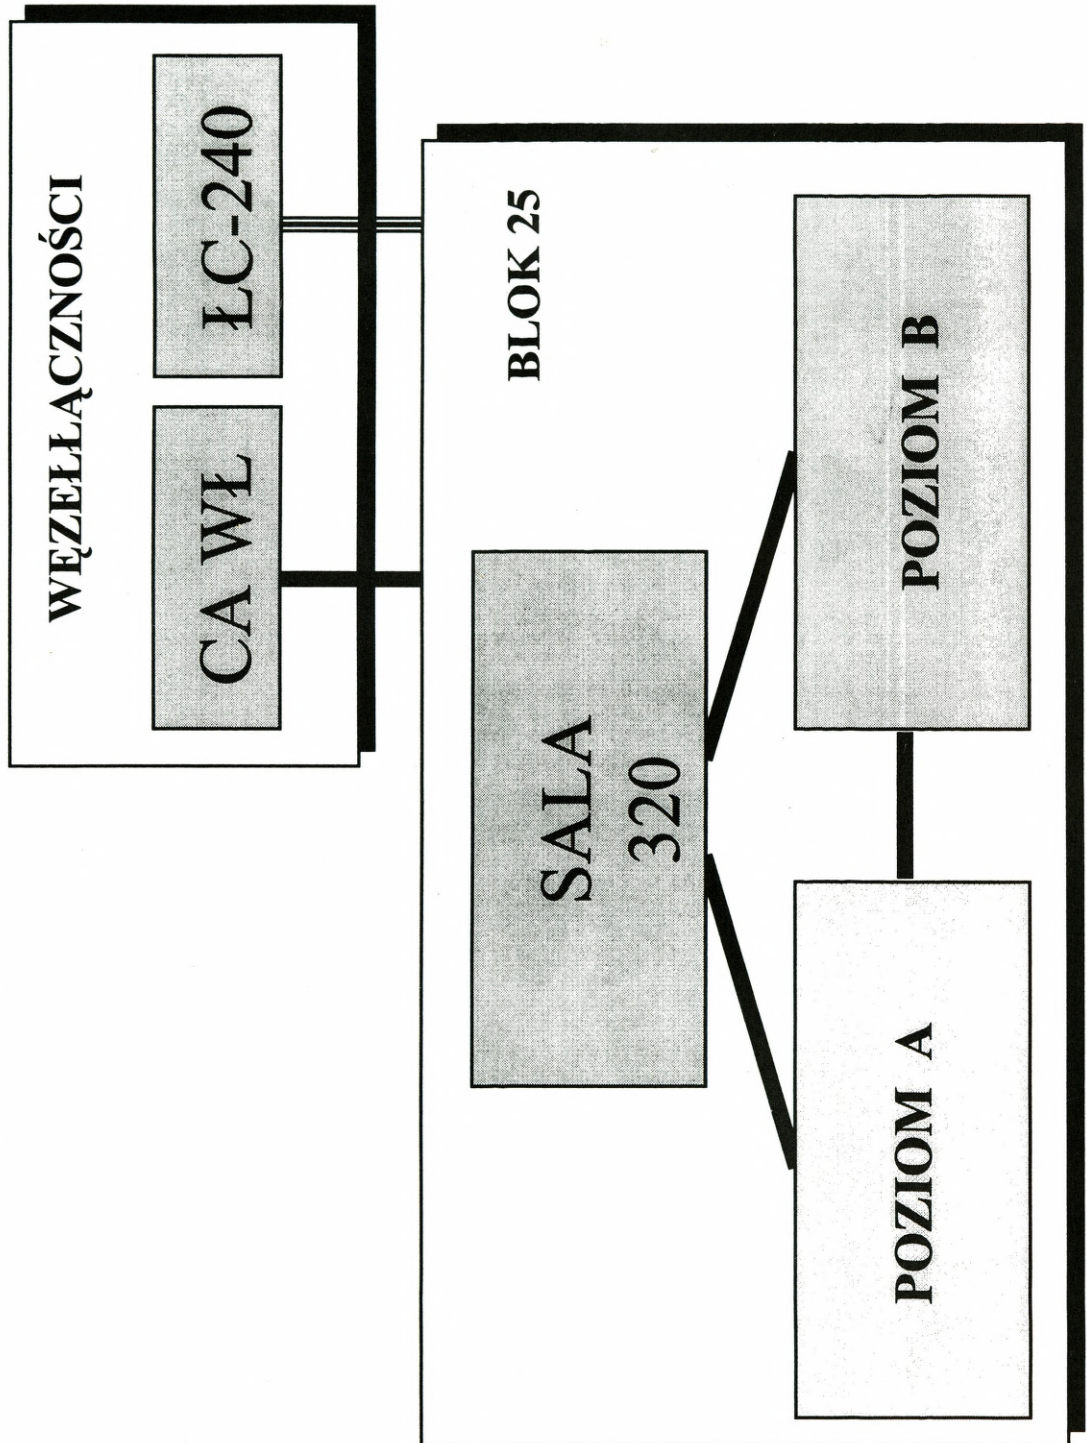 WĘZEŁŁĄCZNOŚCI
CA WŁ
ŁC-240
BLOK 25
SALA
320
POZIOM A
POZIOM B